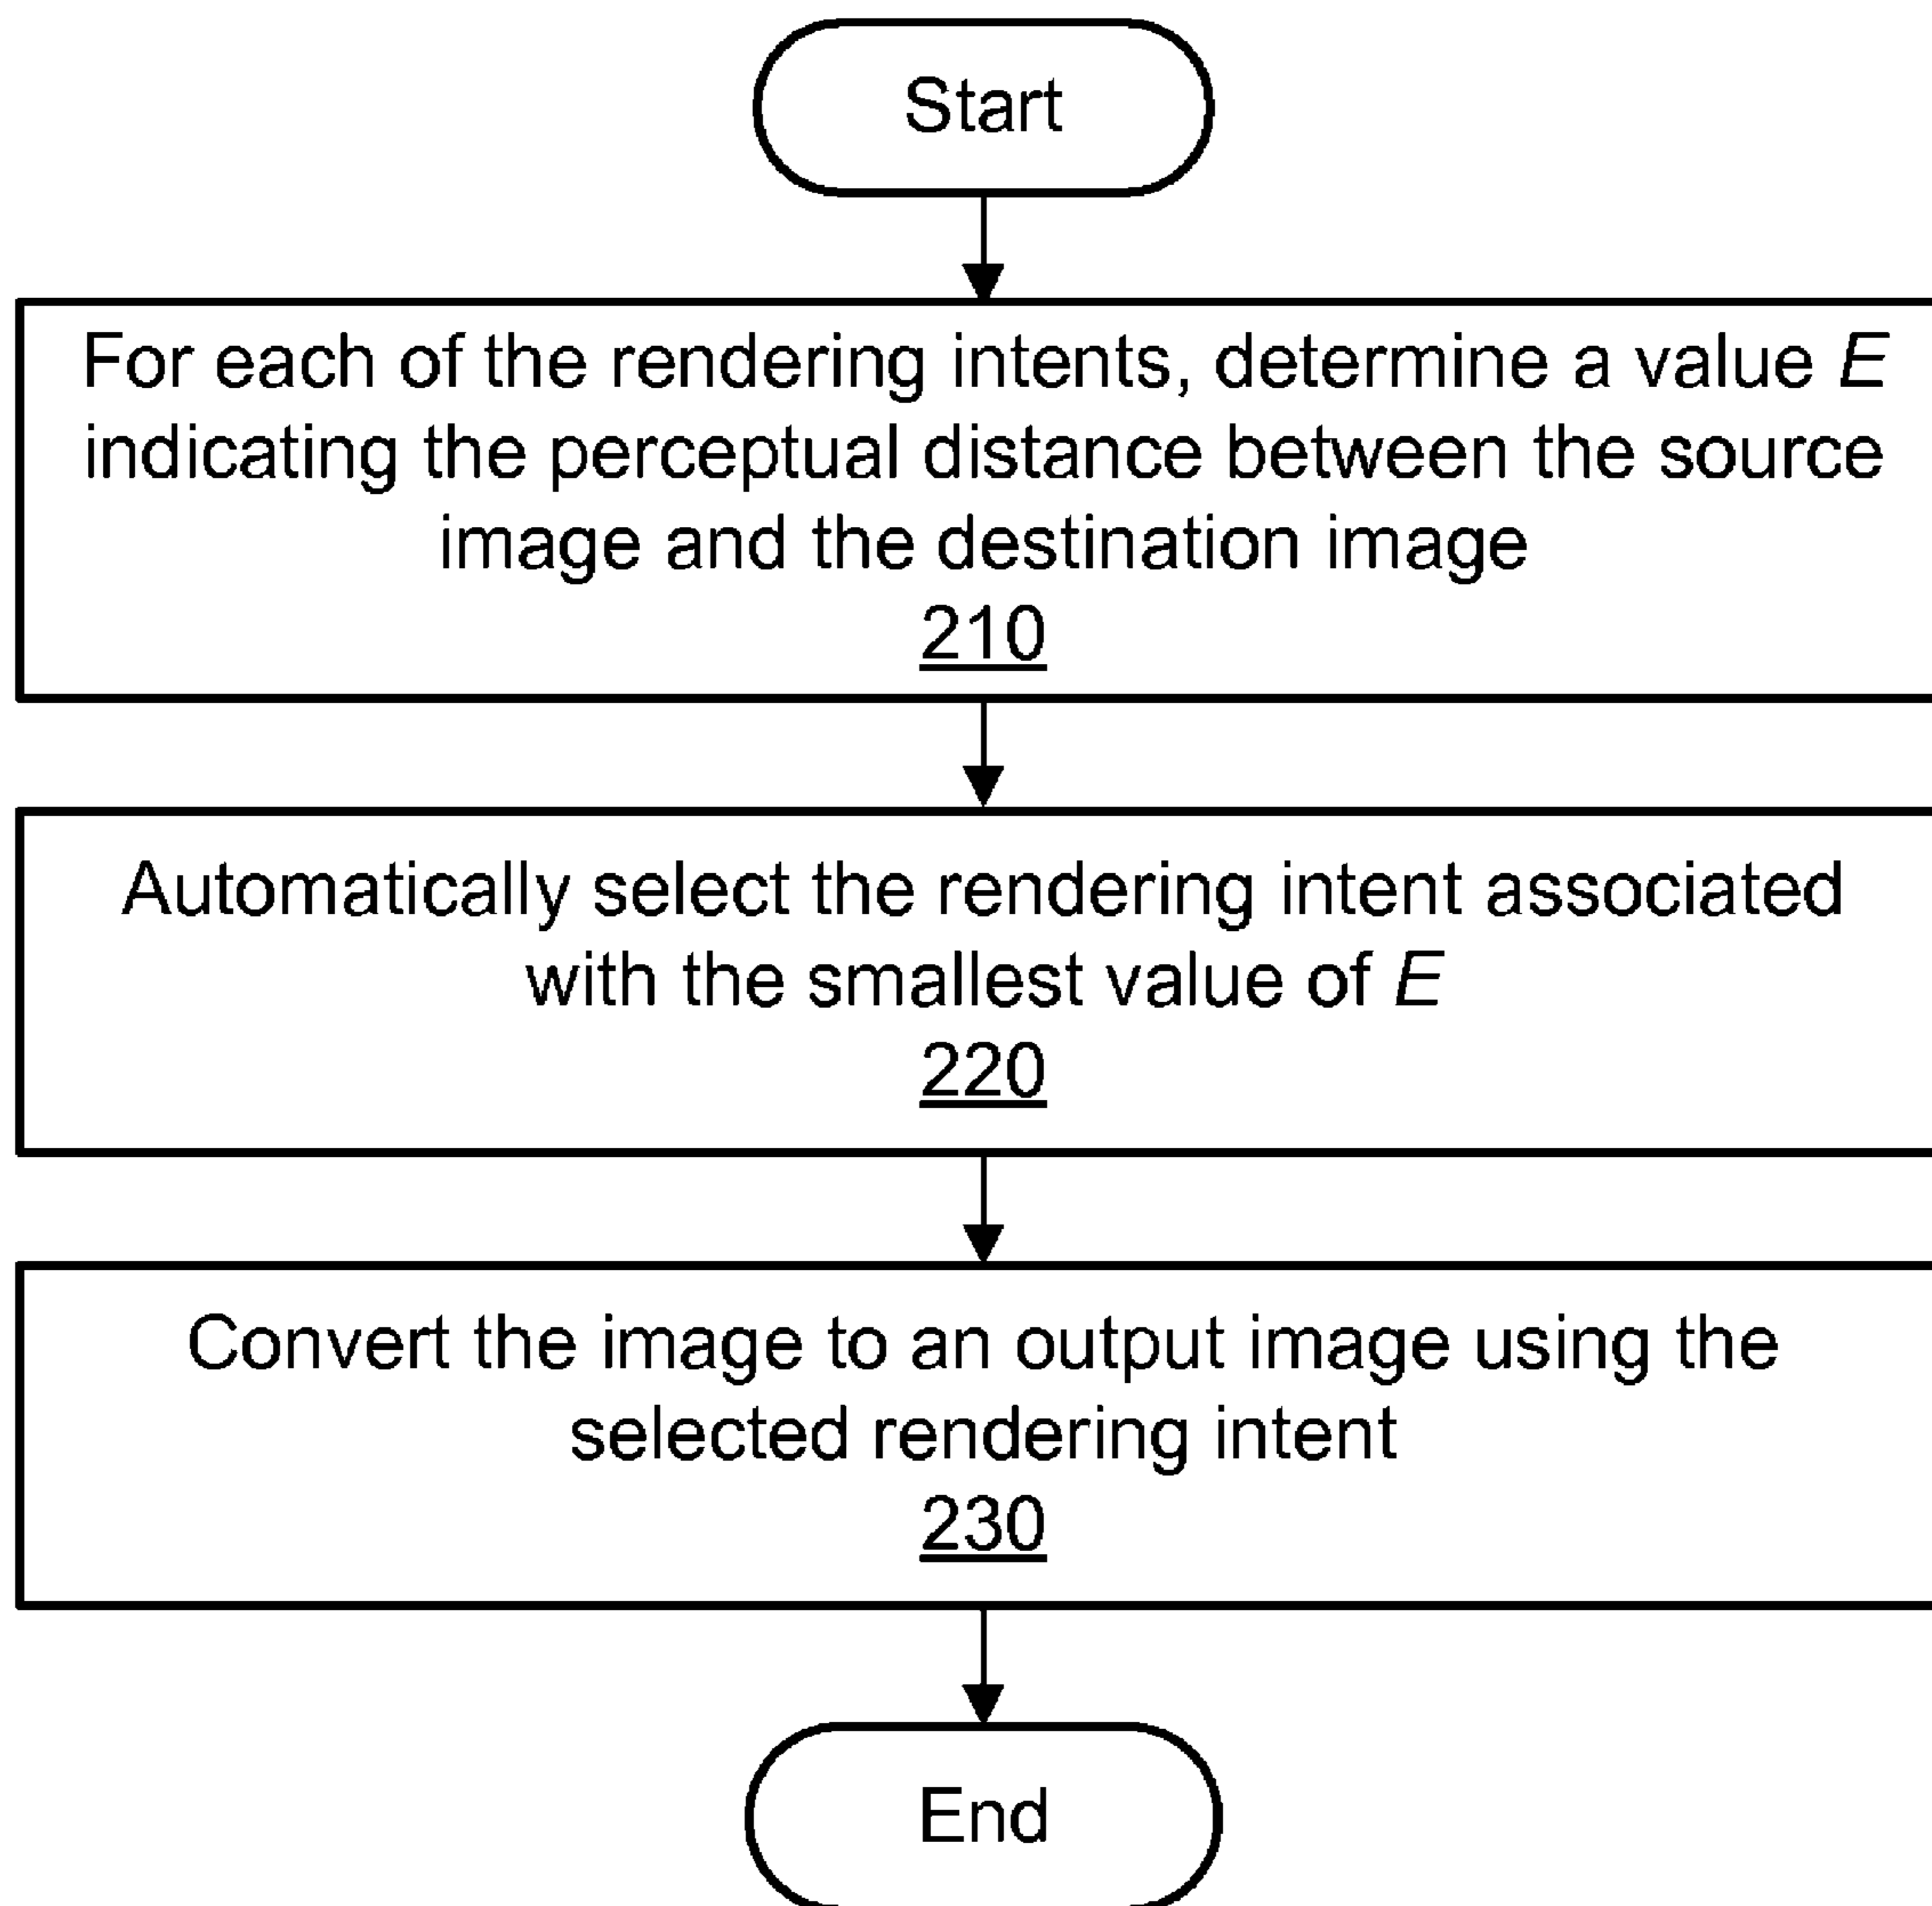 Start
For each of the rendering intents, determine a value E
indicating the perceptual distance between the source
image and the destination image
210
Automatically select the rendering intent associated
with the smallest value of E
220
Convert the image to an output image using the
selected rendering intent
230
End